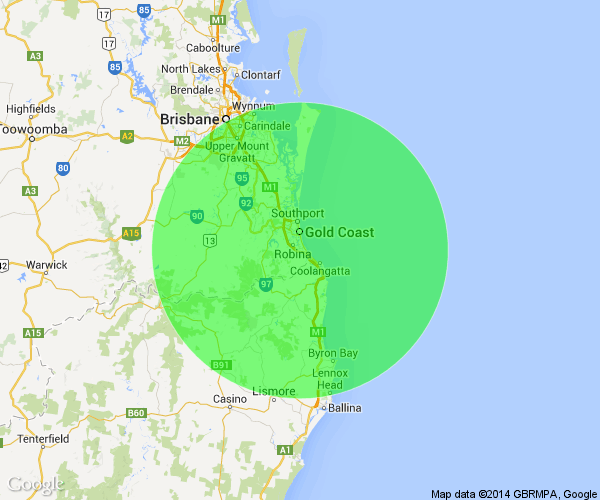 85
17
M1
Caboolture
A3
17
North Lakes
Clontarf
85
Brendale
Highfields
Wynnum
Brisbane
Carindale
Toowoomba
A2
M2
Upper Mount
Gravatt
80
95
M1
A3
92
90
Southport
A15
13
Gold Coast
Robina
Warwick
Coolangatta
97
A15
M1
Byron Bay
B91
Lennox
Head
Lismore
Casino
Ballina
B60
Tenterfield
A1
Google
Map data ©2014 GBRMPA, Google